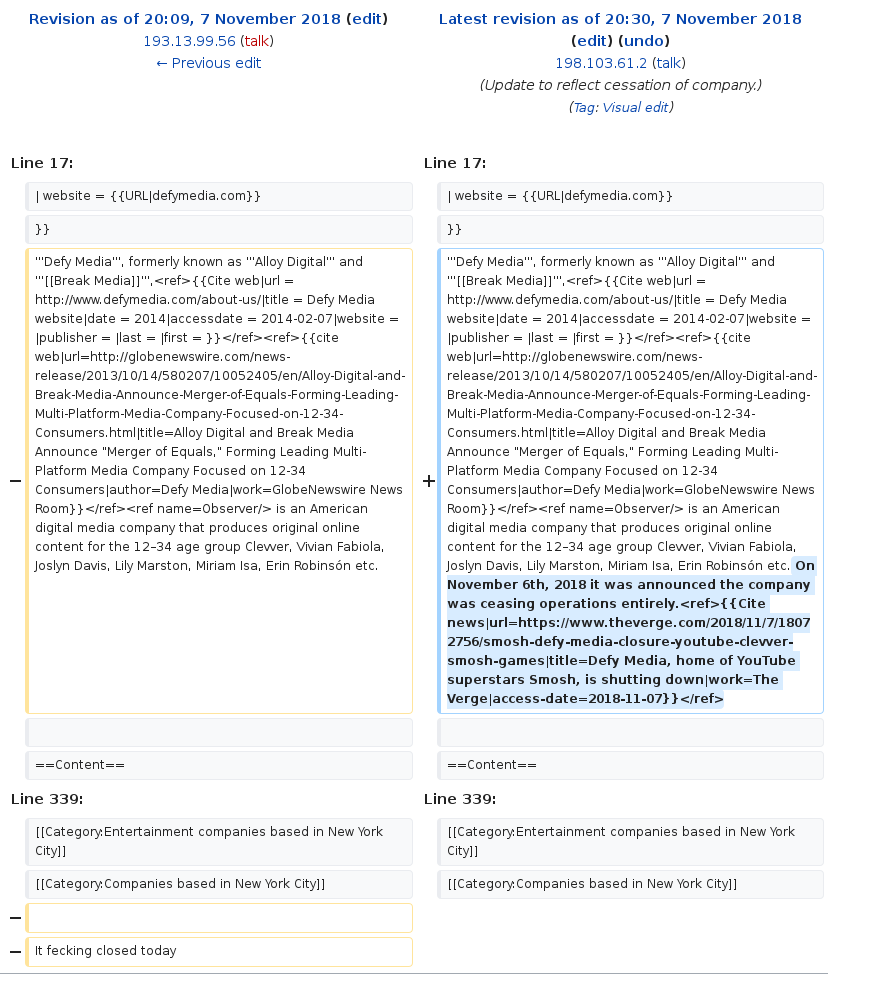 Revision as of 20:09, 7 November 2018 (edit)
193.13.99.56 (talk)
← Previous edit
Latest revision as of 20:30, 7 November 2018
(edit) (undo)
198.103.61.2 (talk)
(Update to reflect cessation of company.)
(Tag: Visual edit)
Line 17:
| website = {{URL|defymedia.com}}
}}
−
'''Defy Media''', formerly known as '''Alloy Digital''' and
'''[[Break Media]]''',<ref>{{Cite web|url =
http://www.defymedia.com/about-us/|title = Defy Media
website|date = 2014|accessdate = 2014-02-07|website =
|publisher = |last = |first = }}</ref><ref>{{cite
web|url=http://globenewswire.com/news-
release/2013/10/14/580207/10052405/en/Alloy-Digital-and-
Break-Media-Announce-Merger-of-Equals-Forming-Leading-
Multi-Platform-Media-Company-Focused-on-12-34-
Consumers.html|title=Alloy Digital and Break Media
Announce "Merger of Equals," Forming Leading Multi-
Platform Media Company Focused on 12-34
Consumers|author=Defy Media|work=GlobeNewswire News
Room}}</ref><ref name=Observer/> is an American
digital media company that produces original online
content for the 12–34 age group Clevver, Vivian Fabiola,
Joslyn Davis, Lily Marston, Miriam Isa, Erin Robinsón etc.
==Content==
Line 17:
| website = {{URL|defymedia.com}}
}}
+
'''Defy Media''', formerly known as '''Alloy Digital''' and
'''[[Break Media]]''',<ref>{{Cite web|url =
http://www.defymedia.com/about-us/|title = Defy Media
website|date = 2014|accessdate = 2014-02-07|website =
|publisher = |last = |first = }}</ref><ref>{{cite
web|url=http://globenewswire.com/news-
release/2013/10/14/580207/10052405/en/Alloy-Digital-and-
Break-Media-Announce-Merger-of-Equals-Forming-Leading-
Multi-Platform-Media-Company-Focused-on-12-34-
Consumers.html|title=Alloy Digital and Break Media
Announce "Merger of Equals," Forming Leading Multi-
Platform Media Company Focused on 12-34
Consumers|author=Defy Media|work=GlobeNewswire News
Room}}</ref><ref name=Observer/> is an American
digital media company that produces original online
content for the 12–34 age group Clevver, Vivian Fabiola,
Joslyn Davis, Lily Marston, Miriam Isa, Erin Robinsón etc. On
November 6th, 2018 it was announced the company
was ceasing operations entirely.<ref>{{Cite
news|url=https://www.theverge.com/2018/11/7/1807
2756/smosh-defy-media-closure-youtube-clevver-
smosh-games|title=Defy Media, home of YouTube
superstars Smosh, is shutting down|work=The
Verge|access-date=2018-11-07}}</ref>
==Content==
Line 339:
[[Category:Entertainment companies based in New York
City]]
[[Category:Companies based in New York City]]
−
− It fecking closed today
Line 339:
[[Category:Entertainment companies based in New York
City]]
[[Category:Companies based in New York City]]